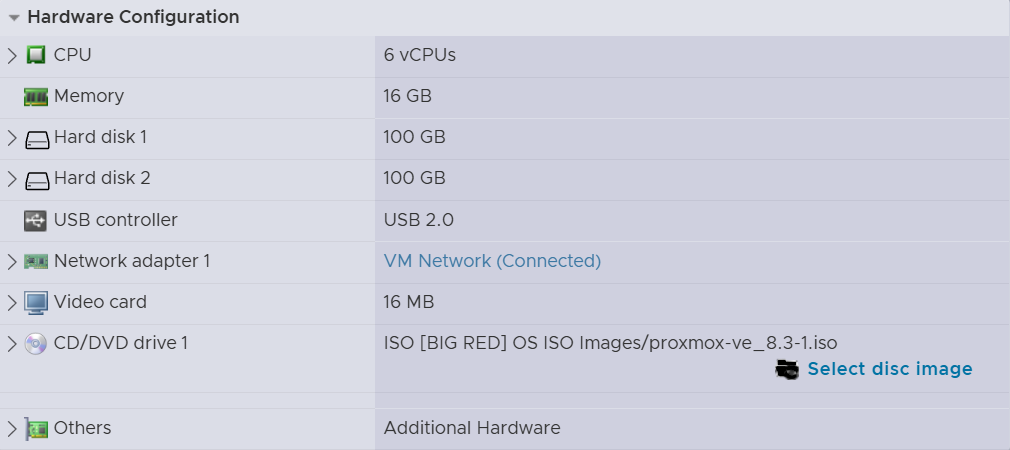 Hardware Configuration
CPU 6 vCPUs
Memory 16 GB
Hard disk 1 100 GB
Hard disk 2 100 GB
USB controller USB 2.0
Network adapter 1 VM Network (Connected)
Video card 16 MB
CD/DVD drive 1 ISO [BIG RED] OS ISO Images/proxmox-ve_8.3-1.iso
Select disc image
Others Additional Hardware